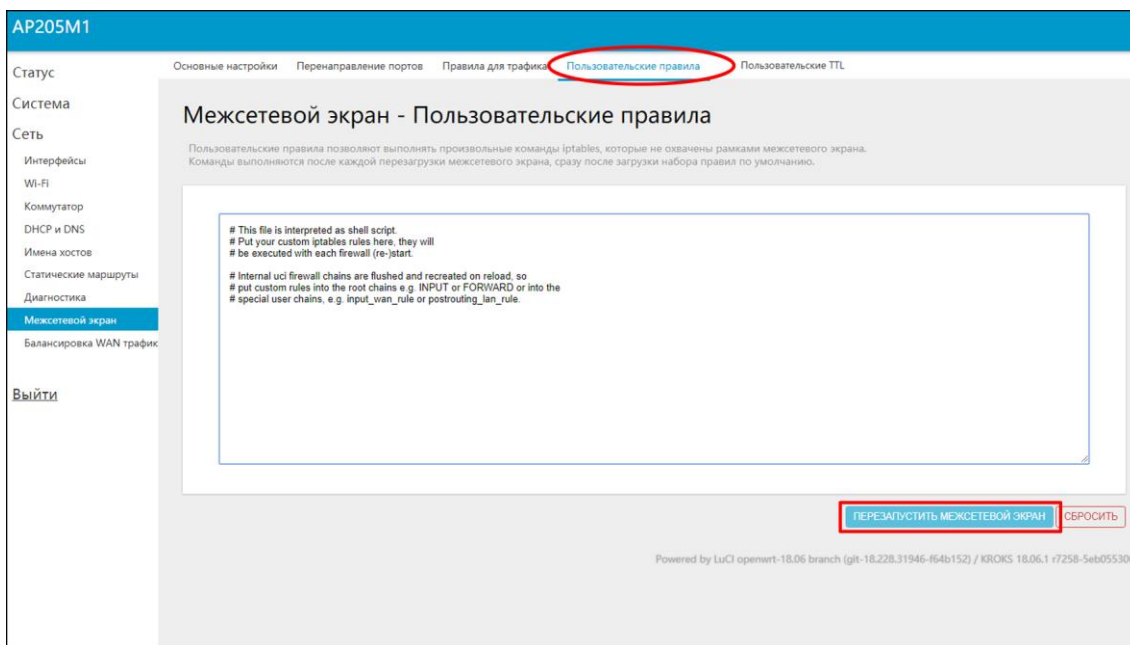 AP205M1
Статус
Система
Сеть
Интерфейсы
Wi-Fi
Коммутатор
DHCP и DNS
Имена хостов
Статические маршруты
Диагностика
Межсетевой экран
Балансировка WAN трафик
Выйти
Основные настройки Перенаправление портов Правила для трафика Пользовательские правила Пользовательские TTL
Межсетевой экран - Пользовательские правила
Пользовательские правила позволяют выполнять произвольные команды iptables, которые не охвачены рамками межсетевого экрана.
Команды выполняются после каждой перезагрузки межсетевого экрана, сразу после загрузки набора правил по умолчанию.
# This file is interpreted as shell script.
# Put your custom iptables rules here, they will
# be executed with each firewall (re-)start.
# Internal uci firewall chains are flushed and recreated on reload, so
# put custom rules into the root chains e.g. INPUT or FORWARD or into the
# special user chains, e.g. input_wan_rule or postrouting_lan_rule.
ПЕРЕЗАПУСТИТЬ МЕЖСЕТЕВОЙ ЭКРАН СБРОСИТЬ
Powered by LuCI openwrt-18.06 branch (git-18.228.31946-f64b152) / KROKS 18.06.1 r7258-5eb05530